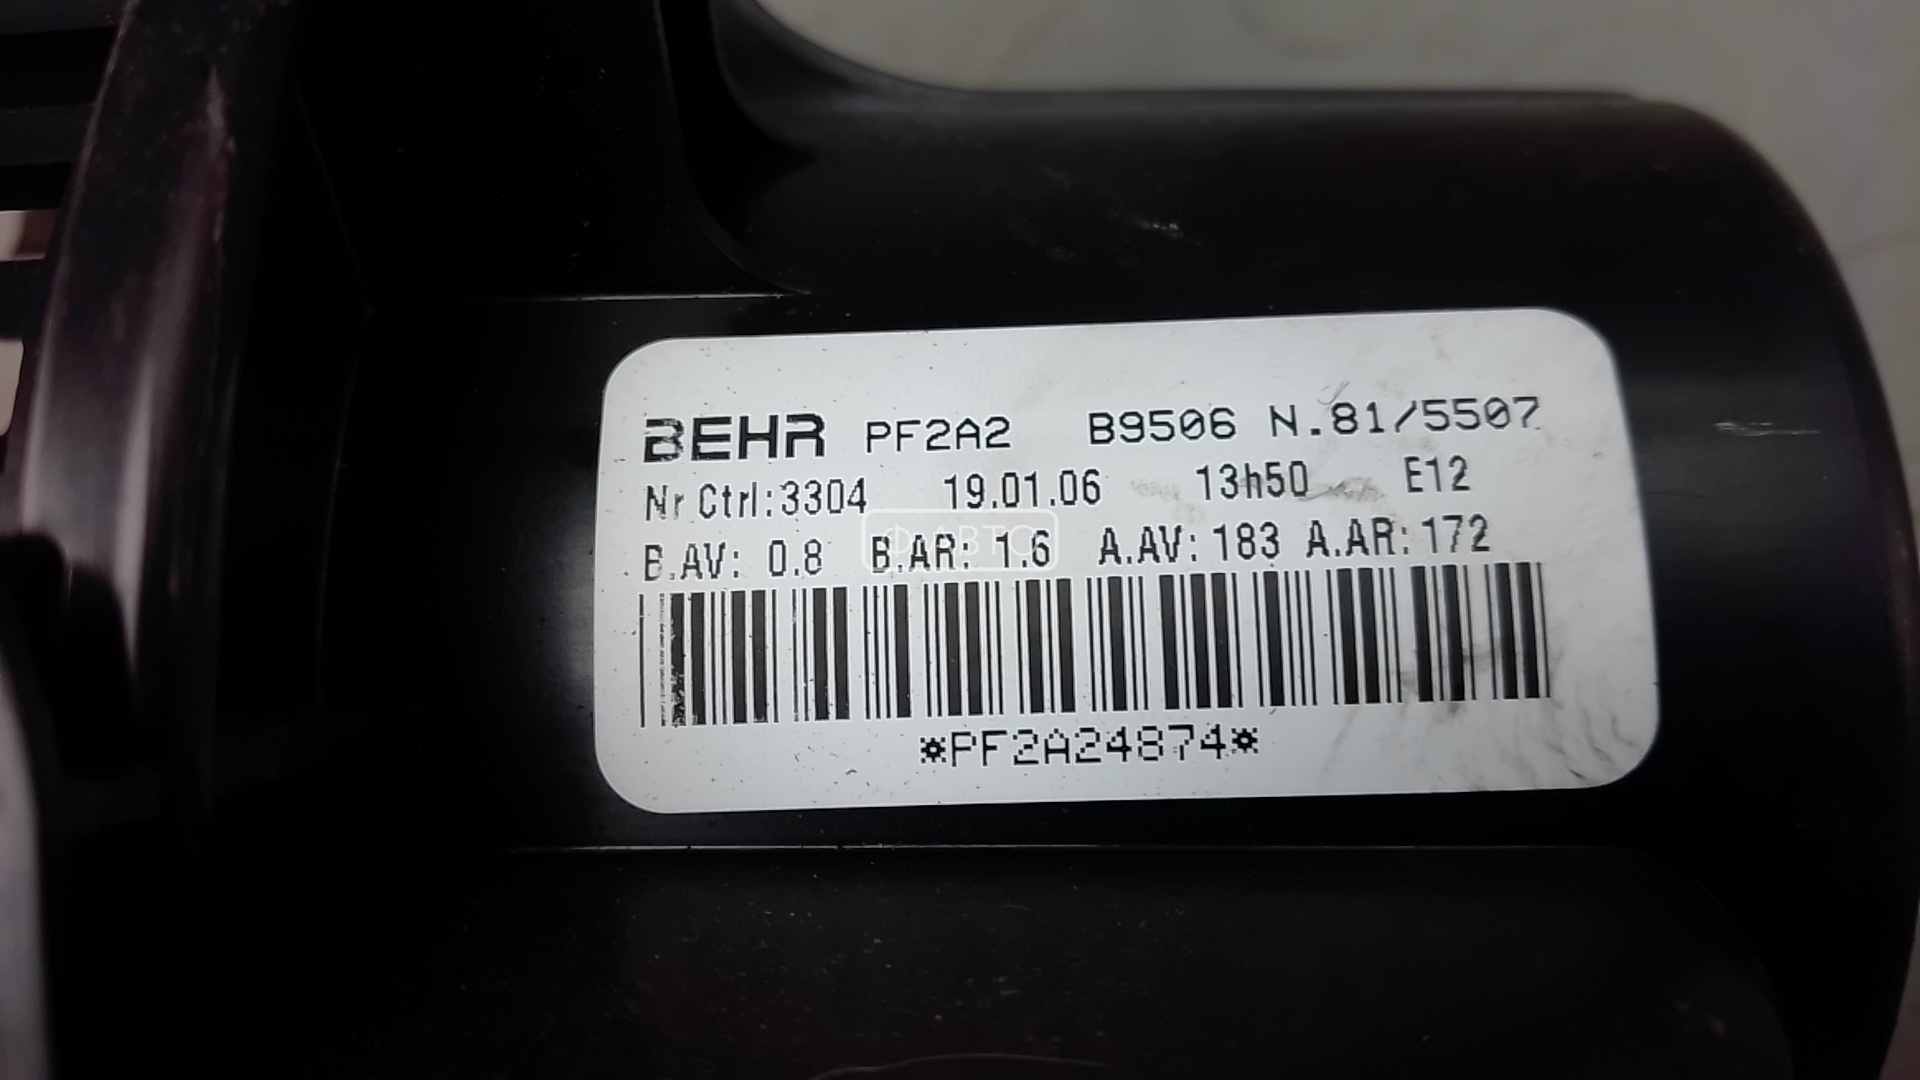 BEHR PF2A2 B9506 N.81/5507
Nr Ctrl:3304 19.01.06 13h50 E12
B.AV: 0.8 B.AR: 1.6 A.AV: 183 A.AR: 172
Ф-АВТО
*PF2A24874*